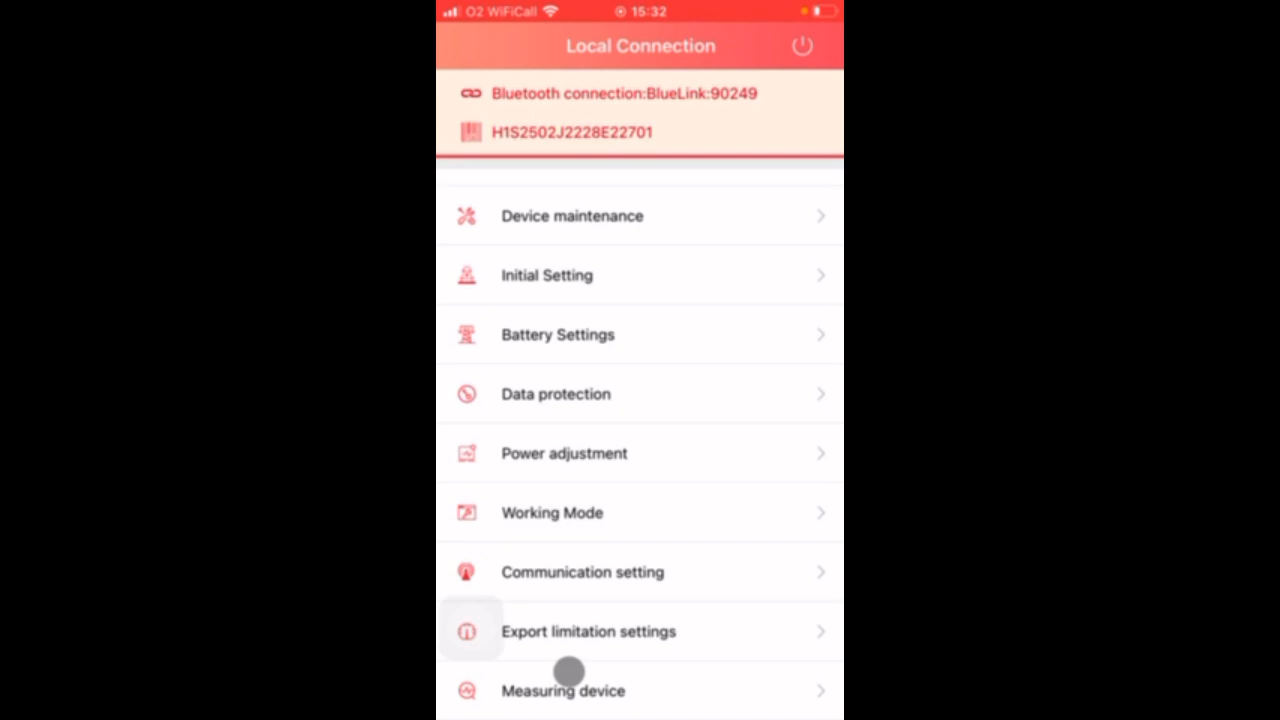 O2 WiFiCall 15:32
Local Connection
Bluetooth connection:BlueLink:90249
H1S2502J2228E22701
Device maintenance
Initial Setting
Battery Settings
Data protection
Power adjustment
Working Mode
Communication setting
Export limitation settings
Measuring device